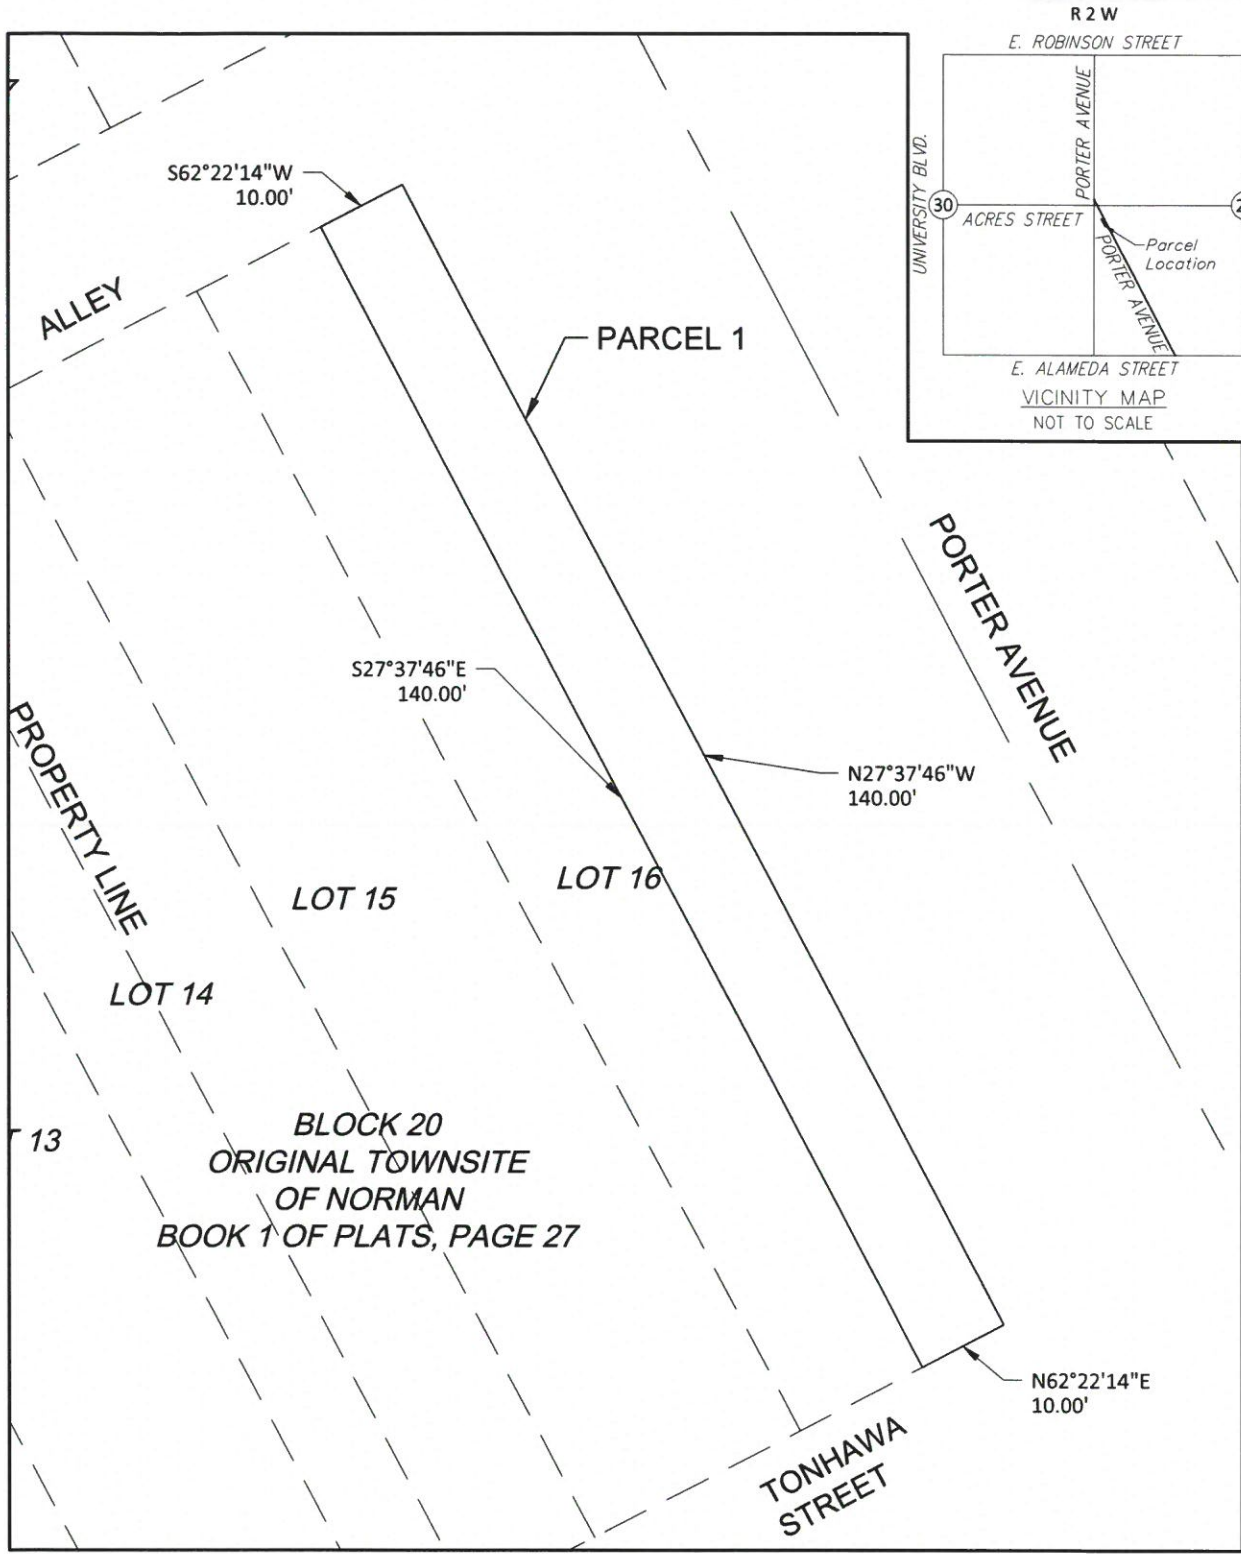 R 2 W
E. ROBINSON STREET
PORTER AVENUE
UNIVERSITY BLVD.
30
2
ACRES STREET
Parcel
Location
PORTER AVENUE
E. ALAMEDA STREET
VICINITY MAP
NOT TO SCALE
S62°22'14"W
10.00'
ALLEY
PARCEL 1
PORTER AVENUE
S27°37'46"E
140.00'
N27°37'46"W
140.00'
PROPERTY LINE
LOT 16
LOT 15
LOT 14
13
BLOCK 20
ORIGINAL TOWNSITE
OF NORMAN
BOOK 1 OF PLATS, PAGE 27
N62°22'14"E
10.00'
TONHAWA
STREET